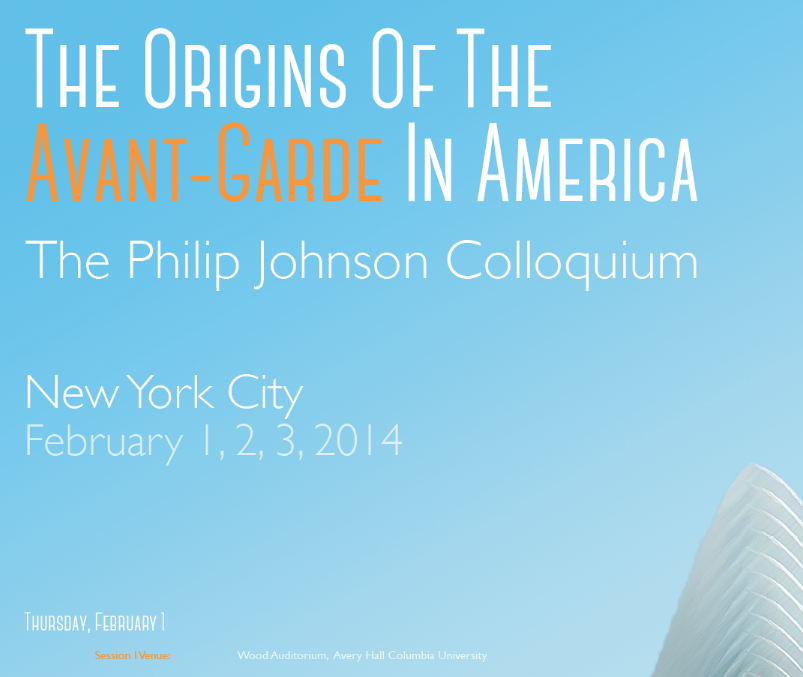 The Origins Of The
Avant-Garde In America
The Philip Johnson Colloquium
New York City
February 1, 2, 3, 2014
Thursday, February 1
Session 1 Venue: Wood Auditorium, Avery Hall Columbia University